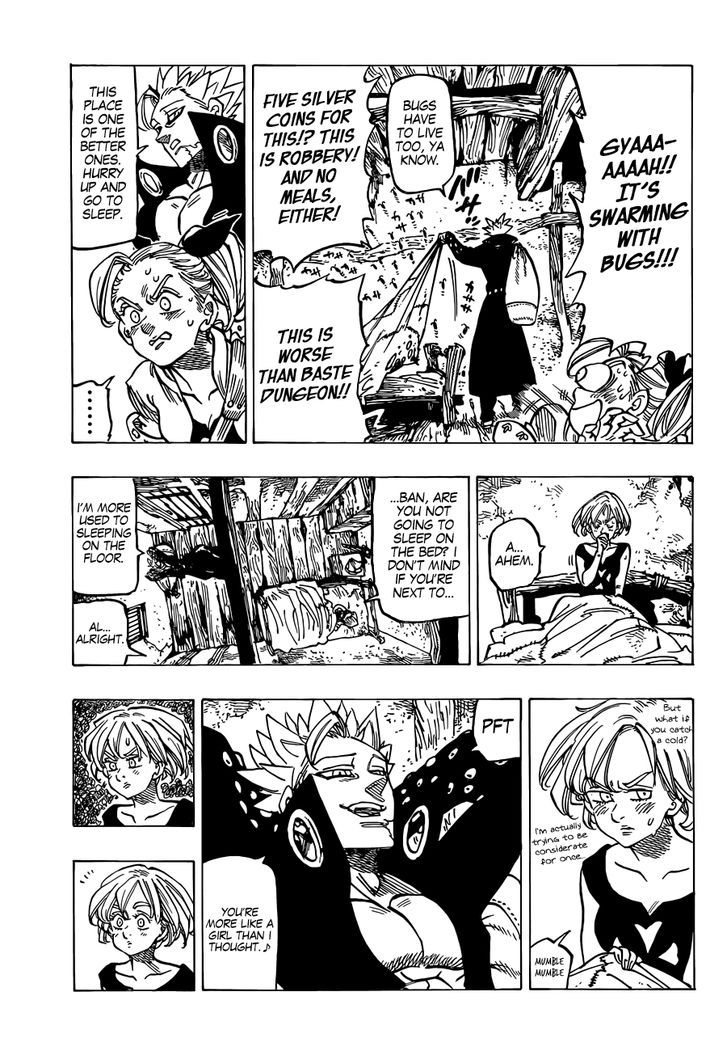 GYAAA-
AAAAH!!
IT'S
SWARMING
WITH
BUGS!!!
BUGS
HAVE TO
LIVE
TOO, YA
KNOW.
FIVE SILVER
COINS FOR
THIS!? THIS
IS ROBBERY!
AND NO
MEALS,
EITHER!
THIS IS
WORSE
THAN BASTE
DUNGEON!!
THIS
PLACE IS
ONE OF
THE
BETTER
ONES.
HURRY
UP AND
GO TO
SLEEP.
......
A...
AHEM.
...BAN, ARE
YOU NOT
GOING TO
SLEEP ON
THE BED? I
DON'T MIND
IF YOU'RE
NEXT TO...
I'M MORE
USED TO
SLEEPING
ON THE
FLOOR.
AL...
ALRIGHT.
But
what if
you catch
a cold?
I'm actually
trying to be
considerate
for once...
MUMBLE
MUMBLE
PFT
YOU'RE
MORE LIKE
A GIRL THAN I
THOUGHT.♪